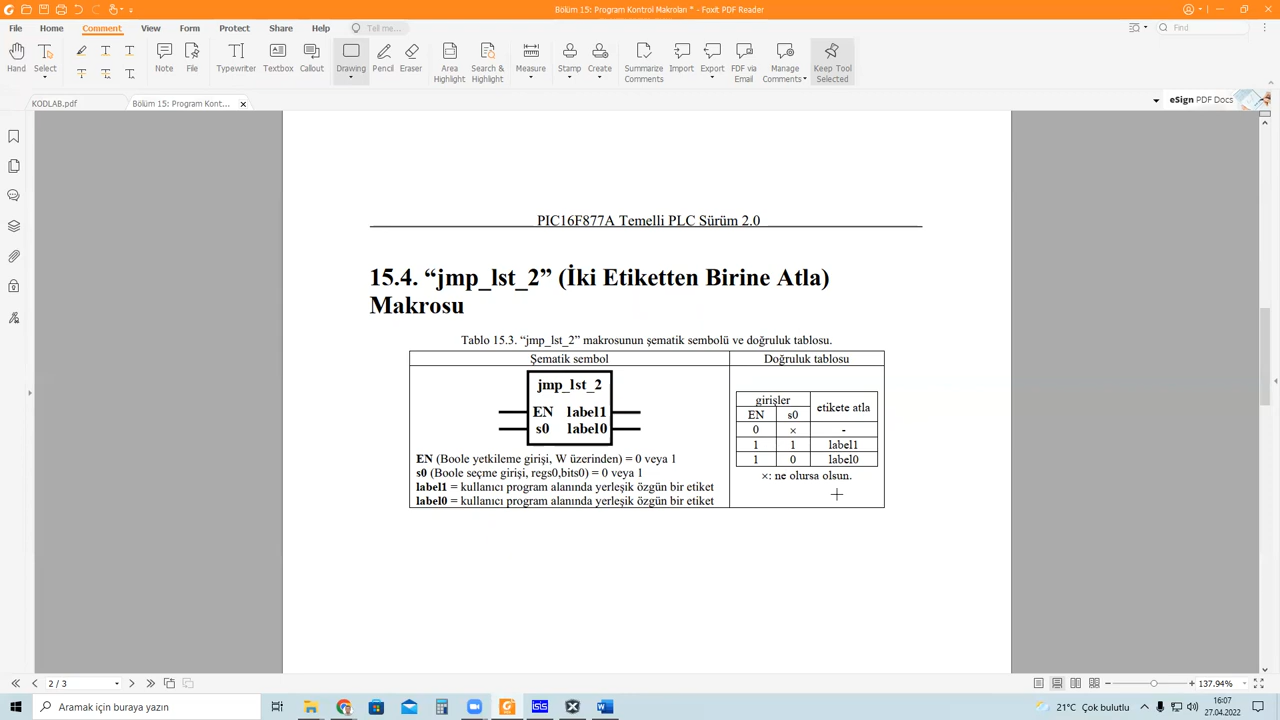 Bölüm 15: Program Kontrol Makroları * - Foxit PDF Reader
File Home Comment View Form Protect Share Help Tell me... Find
Hand Select Note File Typewriter Textbox Callout Drawing Pencil Eraser Area Highlight Search & Highlight Measure Stamp Create Summarize Comments Import Export FDF via Email Manage Comments Keep Tool Selected
KODLAB.pdf Bölüm 15: Program Kont... eSign PDF Docs
PIC16F877A Temelli PLC Sürüm 2.0
15.4. “jmp_lst_2” (İki Etiketten Birine Atla)
Makrosu
Tablo 15.3. “jmp_lst_2” makrosunun şematik sembolü ve doğruluk tablosu.
Şematik sembol Doğruluk tablosu
jmp_lst_2
EN label1
s0 label0
EN (Boole yetkileme girişi, W üzerinden) = 0 veya 1
s0 (Boole seçme girişi, regs0,bits0) = 0 veya 1
label1 = kullanıcı program alanında yerleşik özgün bir etiket
label0 = kullanıcı program alanında yerleşik özgün bir etiket
girişler etikete atla
EN s0
0 × -
1 1 label1
1 0 label0
×: ne olursa olsun.
2 / 3 137.94%
Aramak için buraya yazın isis 21°C Çok bulutlu 16:07
27.04.2022